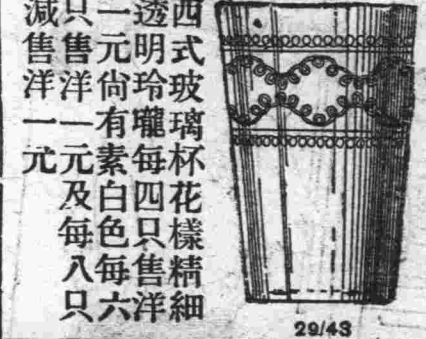 西式玻璃杯花樣精細
透明玲瓏每四只售洋
一元尙有素白色每六
只售洋一元及每八只
減售洋一元
29/43